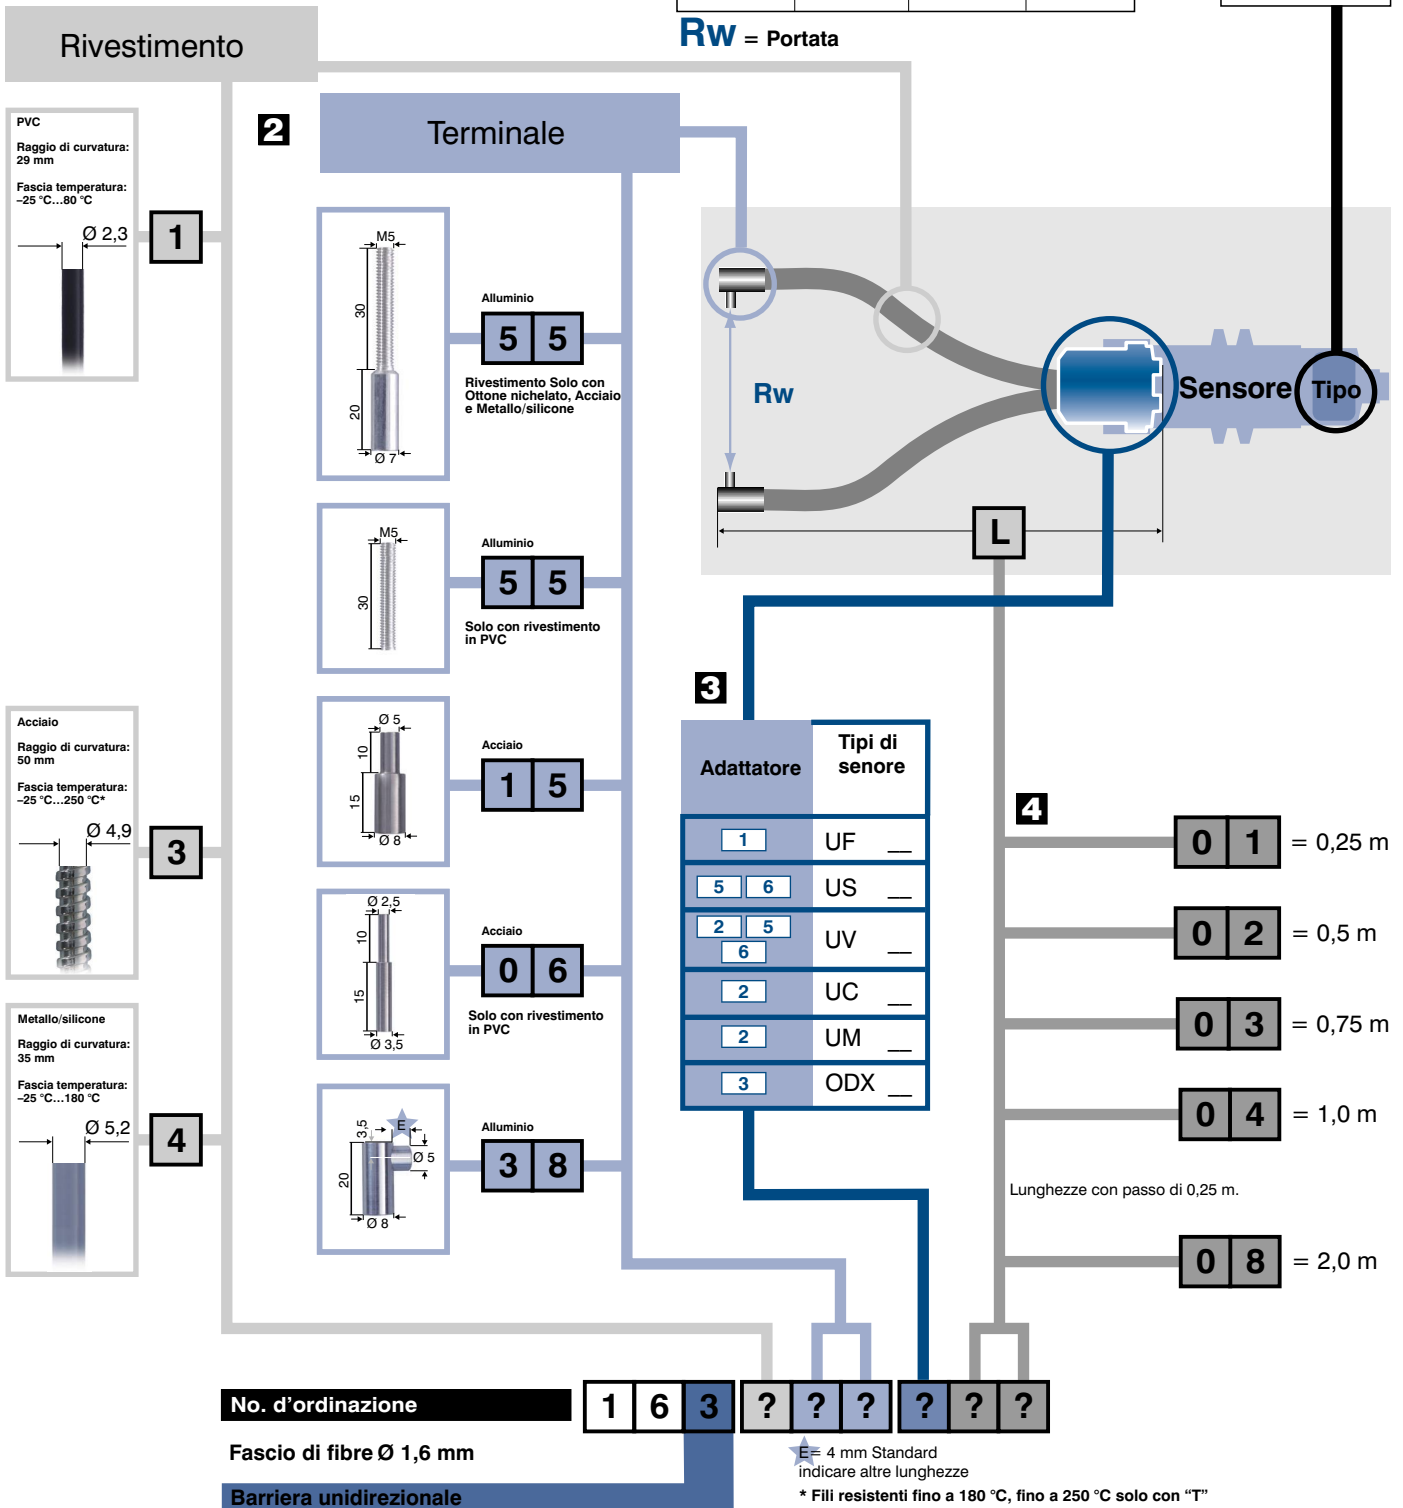 Rw = Portata
Rivestimento
PVC
Raggio di curvatura:
29 mm
Fascia temperatura:
–25 °C...80 °C
Ø 2,3
1
2
Terminale
M5
30
20
Ø 7
Alluminio
5 5
Rivestimento Solo con
Ottone nichelato, Acciaio
e Metallo/silicone
M5
30
Alluminio
5 5
Solo con rivestimento
in PVC
Rw
Sensore
Tipo
L
Acciaio
Raggio di curvatura:
50 mm
Fascia temperatura:
–25 °C...250 °C*
Ø 4,9
3
Ø 5
10
15
Ø 8
Acciaio
1 5
Ø 2,5
10
15
Ø 3,5
Acciaio
0 6
Solo con rivestimento
in PVC
Metallo/silicone
Raggio di curvatura:
35 mm
Fascia temperatura:
–25 °C...180 °C
Ø 5,2
4
3,5
E
Ø 5
20
Ø 8
Alluminio
3 8
3
Adattatore
Tipi di
senore
1 UF __
5 6 US __
2 5 6 UV __
2 UC __
2 UM __
3 ODX __
4
0 1 = 0,25 m
0 2 = 0,5 m
0 3 = 0,75 m
0 4 = 1,0 m
Lunghezze con passo di 0,25 m.
0 8 = 2,0 m
No. d'ordinazione
1 6 3 ? ? ? ? ? ?
Fascio di fibre Ø 1,6 mm
E= 4 mm Standard
indicare altre lunghezze
Barriera unidirezionale
* Fili resistenti fino a 180 °C, fino a 250 °C solo con “T”